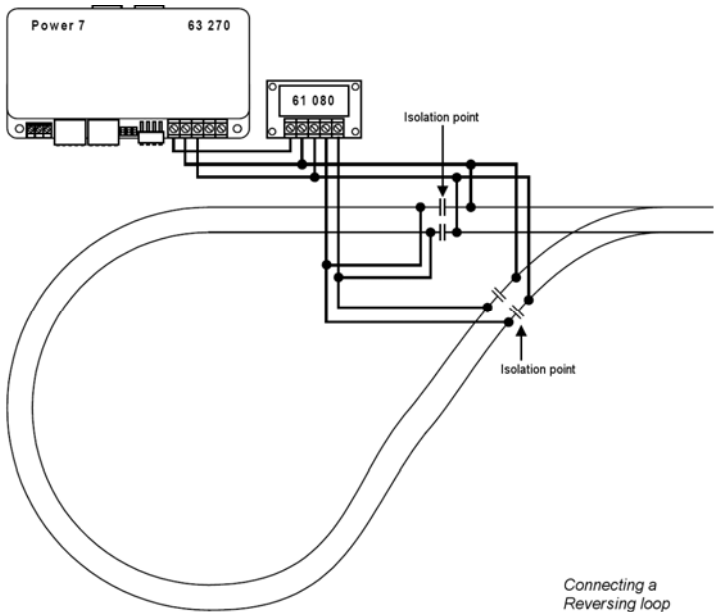 Power 7 63 270
61 080
Isolation point
Isolation point
Connecting a
Reversing loop